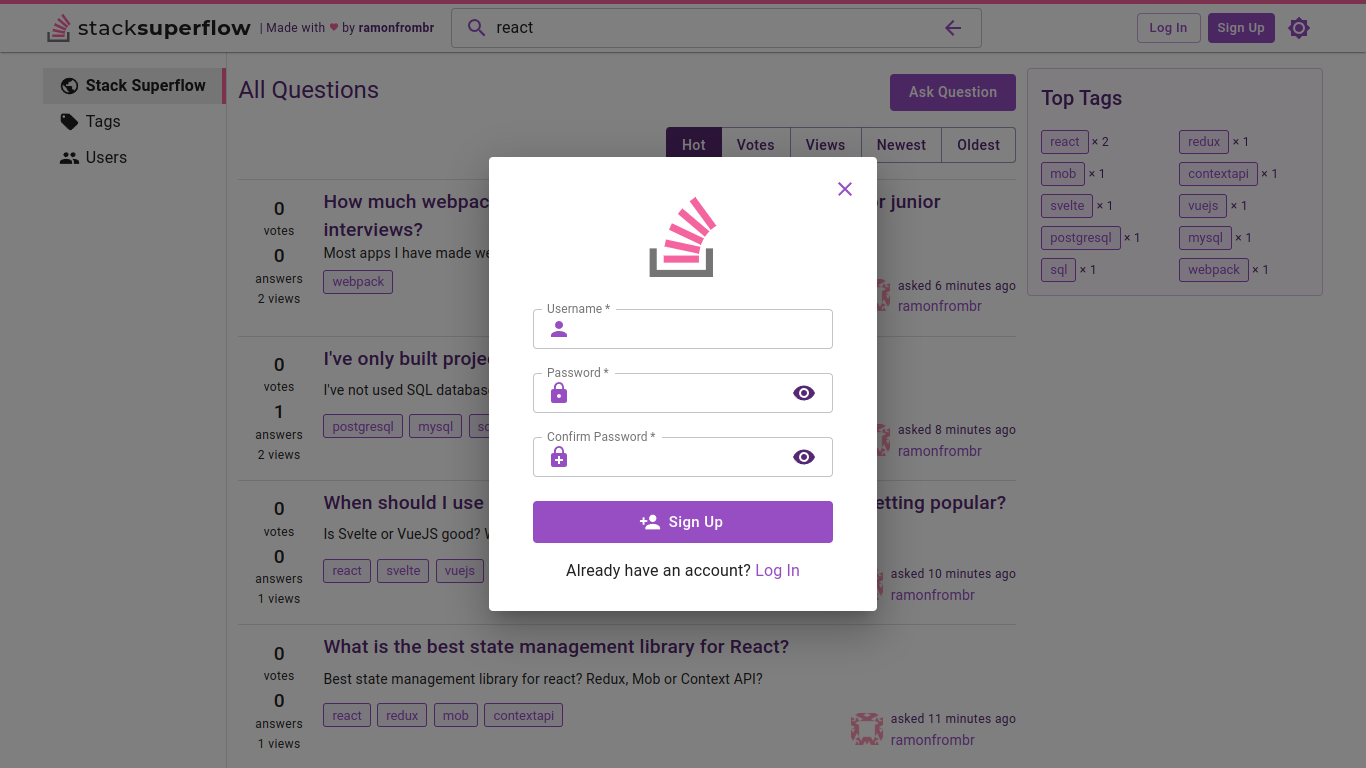 stacksuperflow | Made with ❤ by ramonfrombr
react
Log In
Sign Up
Stack Superflow
Tags
Users
All Questions
Ask Question
Hot
Votes
Views
Newest
Oldest
0
votes
0
answers
2 views
How much webpac
r junior
interviews?
Most apps I have made we
webpack
asked 6 minutes ago
ramonfrombr
0
votes
1
answers
2 views
I've only built proje
I've not used SQL databas
postgresql
mysql
asked 8 minutes ago
ramonfrombr
0
votes
0
answers
1 views
When should I use
etting popular?
Is Svelte or VueJS good?
react
svelte
vuejs
asked 10 minutes ago
ramonfrombr
0
votes
0
answers
1 views
What is the best state management library for React?
Best state management library for react? Redux, Mob or Context API?
react
redux
mob
contextapi
asked 11 minutes ago
ramonfrombr
Username *
Password *
Confirm Password *
Sign Up
Already have an account? Log In
Top Tags
react × 2
redux × 1
mob × 1
contextapi × 1
svelte × 1
vuejs × 1
postgresql × 1
mysql × 1
sql × 1
webpack × 1